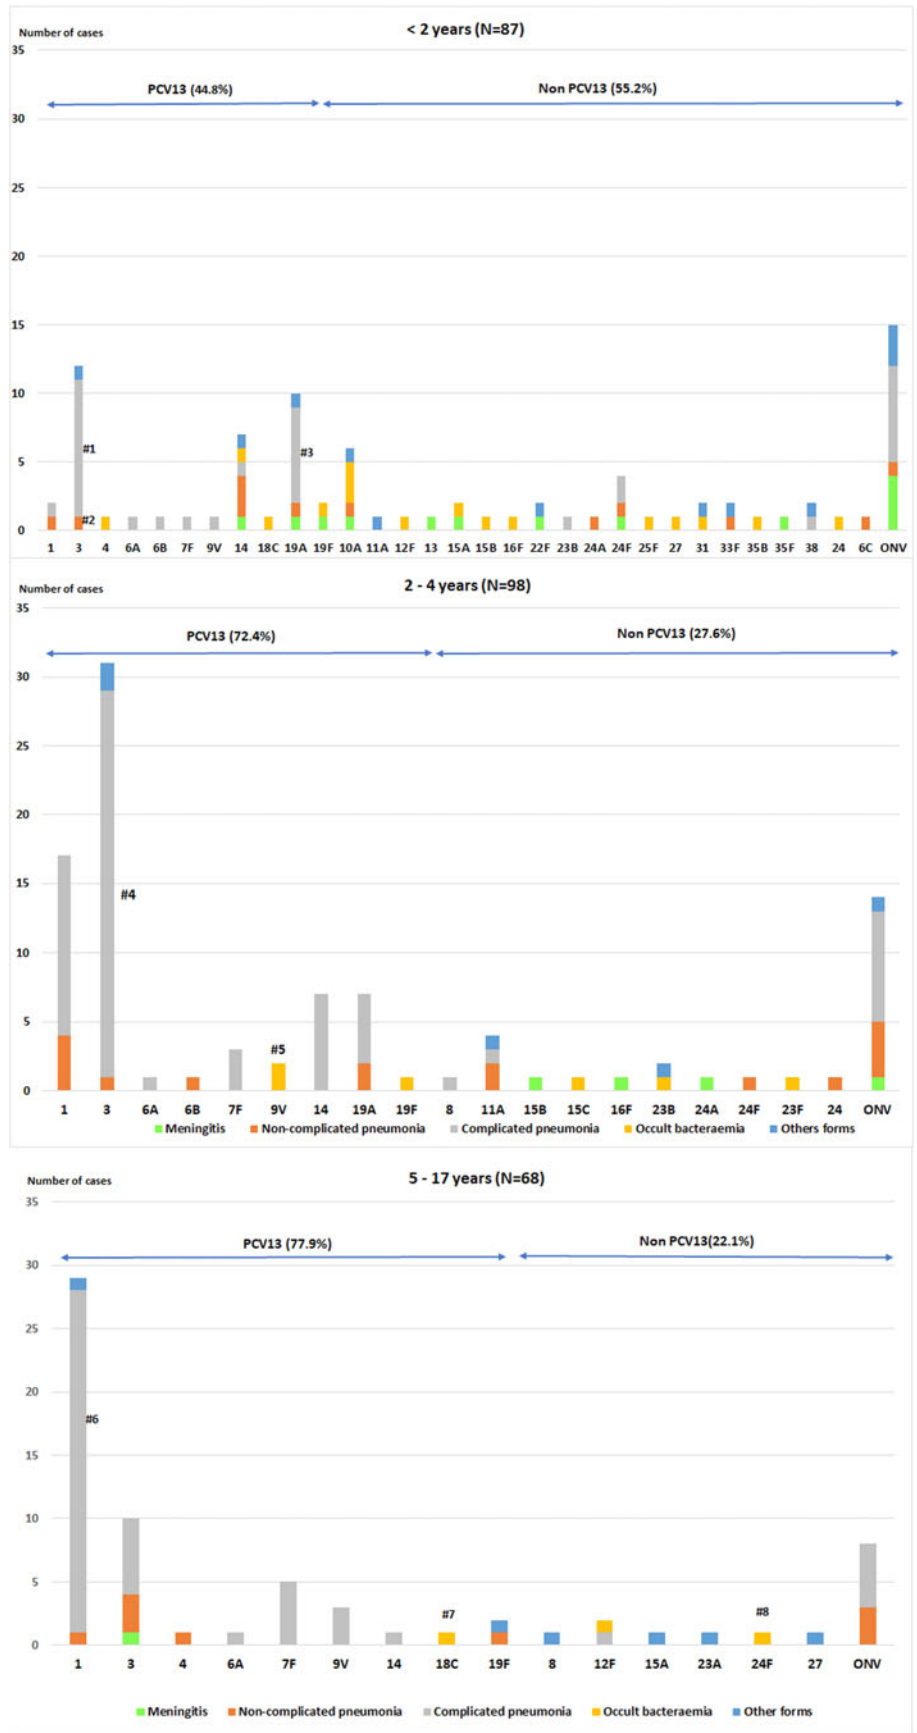 < 2 years (N=87)
Number of cases
35
PCV13 (44.8%) Non PCV13 (55.2%)
30
25
20
15
10
#1 #3
5
#2
0
1 3 4 6A 6B 7F 9V 14 18C 19A 19F 10A 11A 12F 13 15A 15B 16F 22F 23B 24A 24F 25F 27 31 33F 35B 35F 38 24 6C ONV
Number of cases 2 - 4 years (N=98)
35
PCV13 (72.4%) Non PCV13 (27.6%)
30
25
20
15
#4
10
5
#5
0
1 3 6A 6B 7F 9V 14 19A 19F 8 11A 15B 15C 16F 23B 24A 24F 23F 24 ONV
Meningitis Non-complicated pneumonia Complicated pneumonia Occult bacteraemia Others forms
Number of cases 5 - 17 years (N=68)
35
PCV13 (77.9%) Non PCV13(22.1%)
30
25
20
#6
15
10
5
#7 #8
0
1 3 4 6A 7F 9V 14 18C 19F 8 12F 15A 23A 24F 27 ONV
Meningitis Non-complicated pneumonia Complicated pneumonia Occult bacteraemia Other forms